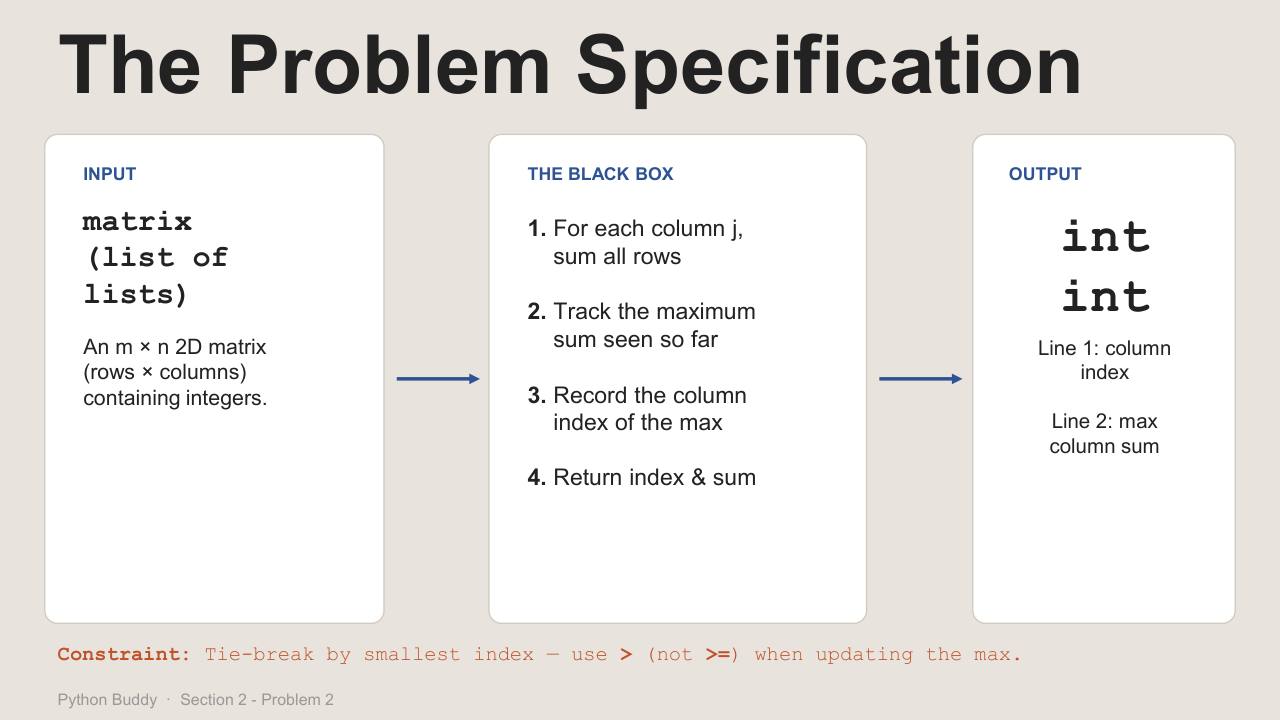 The Problem Specification
INPUT
matrix
(list of
lists)
An m × n 2D matrix
(rows × columns)
containing integers.
THE BLACK BOX
1. For each column j,
sum all rows
2. Track the maximum
sum seen so far
3. Record the column
index of the max
4. Return index & sum
OUTPUT
int
int
Line 1: column
index
Line 2: max
column sum
Constraint: Tie-break by smallest index — use > (not >=) when updating the max.
Python Buddy · Section 2 - Problem 2